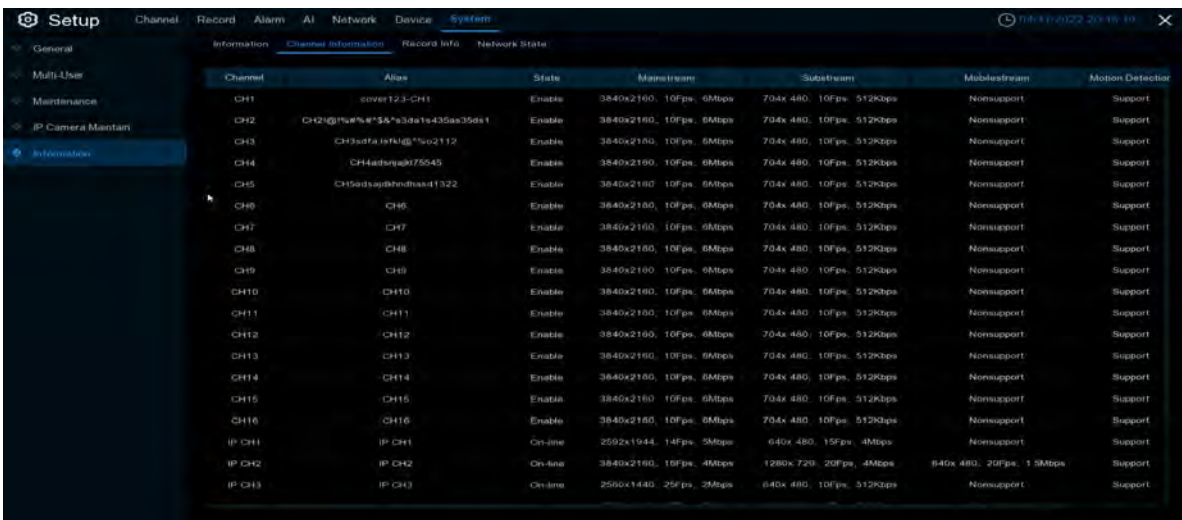 Setup Channel Record Alarm AI Network Device System
General Information Channel Information Record Info Network State
Multi-User
Maintenance
IP Camera Maintain
Information
Channel Alias State Mainstream Substream Mobilestream Motion Detection
CH1 cover123-CH1 Enable 3840x2160, 10Fps, 6Mbps 704x 480, 10Fps, 512Kbps Nonsupport Support
CH2 Enable 3840x2160, 10Fps, 6Mbps 704x 480, 10Fps, 512Kbps Nonsupport Support
CH3 Enable 3840x2160, 10Fps, 6Mbps 704x 480, 10Fps, 512Kbps Nonsupport Support
CH4 Enable 3840x2160, 10Fps, 6Mbps 704x 480, 10Fps, 512Kbps Nonsupport Support
CH5 Enable 3840x2160, 10Fps, 6Mbps 704x 480, 10Fps, 512Kbps Nonsupport Support
CH6 CH6 Enable 3840x2160, 10Fps, 6Mbps 704x 480, 10Fps, 512Kbps Nonsupport Support
CH7 CH7 Enable 3840x2160, 10Fps, 6Mbps 704x 480, 10Fps, 512Kbps Nonsupport Support
CH8 CH8 Enable 3840x2160, 10Fps, 6Mbps 704x 480, 10Fps, 512Kbps Nonsupport Support
CH9 CH9 Enable 3840x2160, 10Fps, 6Mbps 704x 480, 10Fps, 512Kbps Nonsupport Support
CH10 CH10 Enable 3840x2160, 10Fps, 6Mbps 704x 480, 10Fps, 512Kbps Nonsupport Support
CH11 CH11 Enable 3840x2160, 10Fps, 6Mbps 704x 480, 10Fps, 512Kbps Nonsupport Support
CH12 CH12 Enable 3840x2160, 10Fps, 6Mbps 704x 480, 10Fps, 512Kbps Nonsupport Support
CH13 CH13 Enable 3840x2160, 10Fps, 6Mbps 704x 480, 10Fps, 512Kbps Nonsupport Support
CH14 CH14 Enable 3840x2160, 10Fps, 6Mbps 704x 480, 10Fps, 512Kbps Nonsupport Support
CH15 CH15 Enable 3840x2160, 10Fps, 6Mbps 704x 480, 10Fps, 512Kbps Nonsupport Support
CH16 CH16 Enable 3840x2160, 10Fps, 6Mbps 704x 480, 10Fps, 512Kbps Nonsupport Support
IP CH1 IP CH1 On-line 2592x1944, 14Fps, 5Mbps 640x 480, 15Fps, 4Mbps Nonsupport Support
IP CH2 IP CH2 On-line 3840x2160, 15Fps, 4Mbps 1280x 720, 20Fps, 4Mbps 640x 480, 20Fps, 1.5Mbps Support
IP CH3 IP CH3 On-line 2560x1440, 25Fps, 2Mbps 640x 480, 10Fps, 512Kbps Nonsupport Support